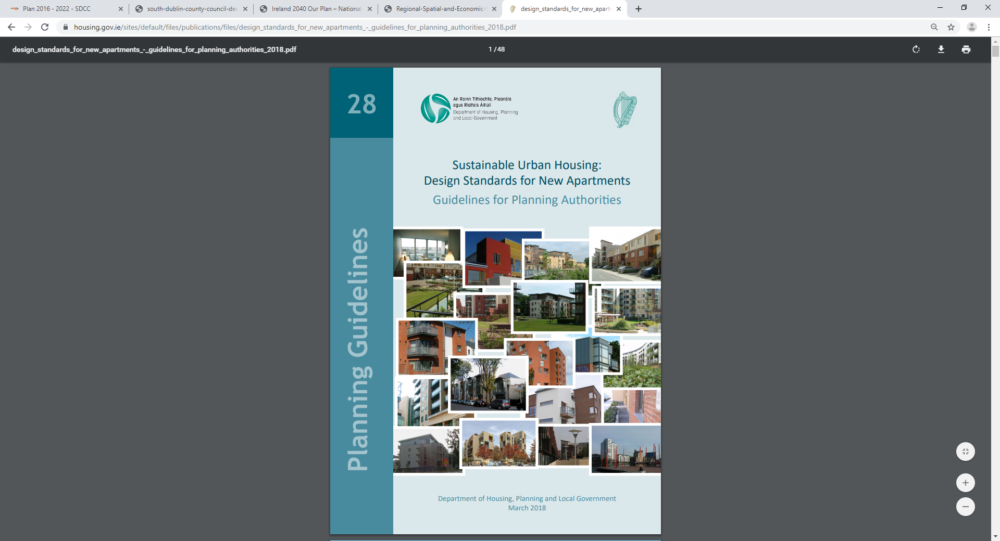 Plan 2016 - 2022 - SDCC
south-dublin-county-council-dev
Ireland 2040 Our Plan – National
Regional-Spatial-and-Economic-S
design_standards_for_new_apartm
housing.gov.ie/sites/default/files/publications/files/design_standards_for_new_apartments_-_guidelines_for_planning_authorities_2018.pdf
design_standards_for_new_apartments_-_guidelines_for_planning_authorities_2018.pdf
1 / 48
28
An Roinn Tithíochta, Pleanála
agus Rialtais Áitiúil
Department of Housing, Planning
and Local Government
Sustainable Urban Housing:
Design Standards for New Apartments
Guidelines for Planning Authorities
Planning Guidelines
Department of Housing, Planning and Local Government
March 2018